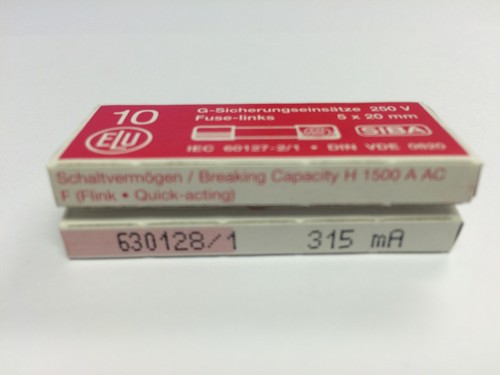 10 G-Sicherungseinsätze 250 V
Fuse-links 5 x 20 mm
ELU SIBA
IEC 60127-2/1 • DIN VDE 0820
Schaltvermögen / Breaking Capacity H 1500 A AC
F (Flink • Quick-acting)
630128/1 315 mA